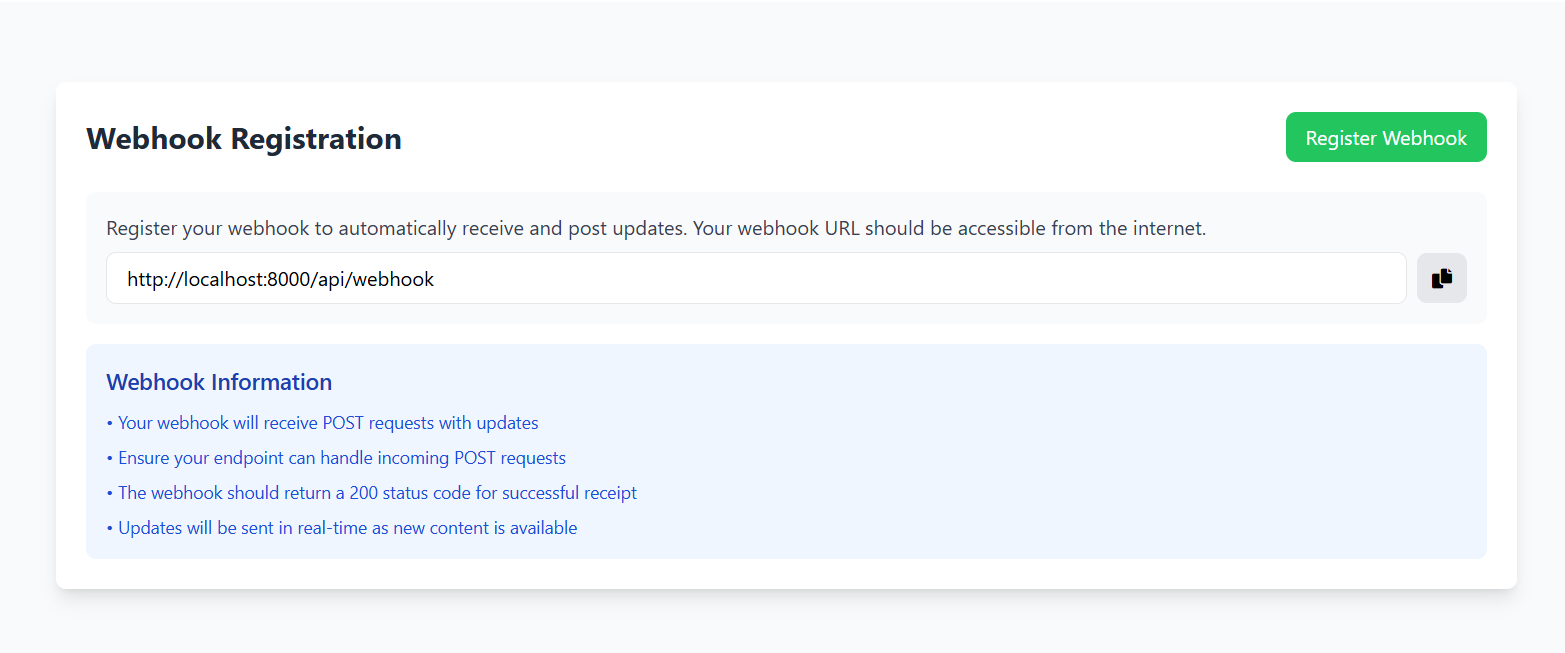 Webhook Registration
Register Webhook
Register your webhook to automatically receive and post updates. Your webhook URL should be accessible from the internet.
http://localhost:8000/api/webhook
Webhook Information
• Your webhook will receive POST requests with updates
• Ensure your endpoint can handle incoming POST requests
• The webhook should return a 200 status code for successful receipt
• Updates will be sent in real-time as new content is available